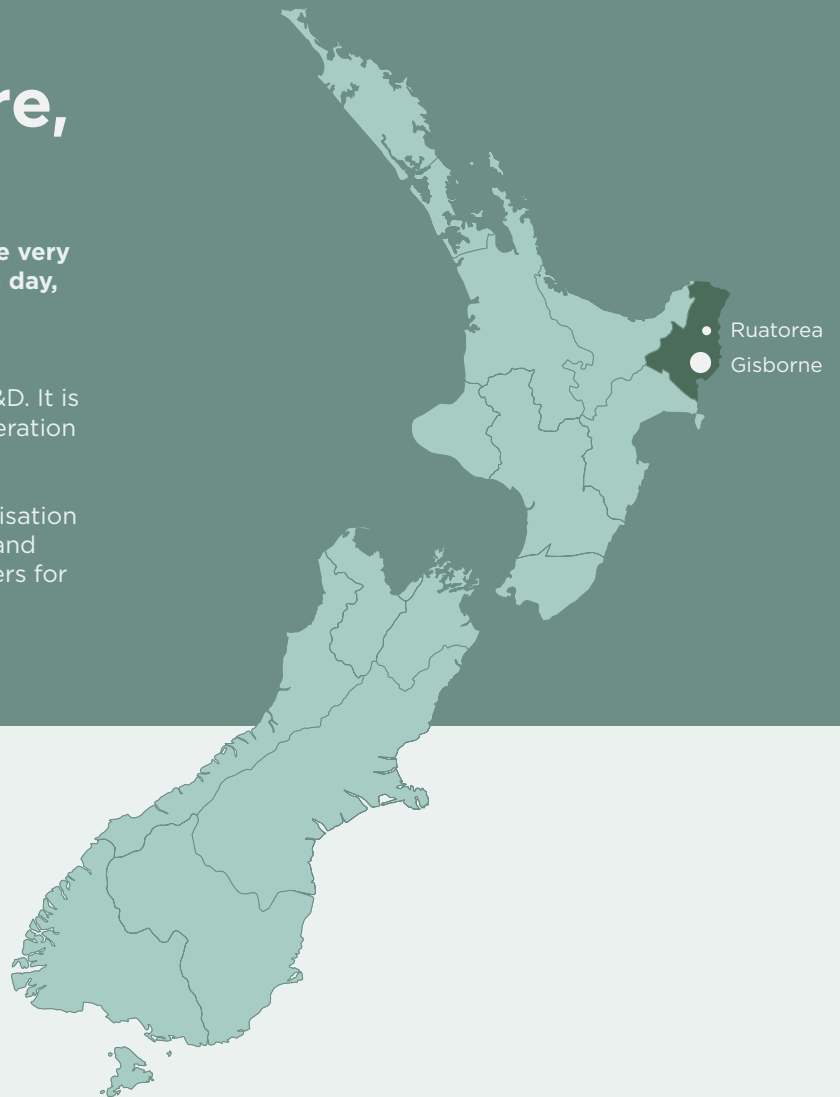 re,
e very
day,
&D. It is
eration
isation
and
ers for
Ruatorea
Gisborne